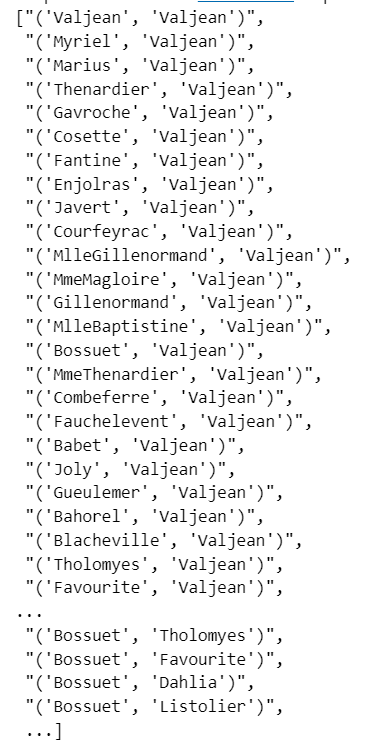 ["('Valjean', 'Valjean')",
"('Myriel', 'Valjean')",
"('Marius', 'Valjean')",
"('Thenardier', 'Valjean')",
"('Gavroche', 'Valjean')",
"('Cosette', 'Valjean')",
"('Fantine', 'Valjean')",
"('Enjolras', 'Valjean')",
"('Javert', 'Valjean')",
"('Courfeyrac', 'Valjean')",
"('MlleGillenormand', 'Valjean')",
"('MmeMagloire', 'Valjean')",
"('Gillenormand', 'Valjean')",
"('MlleBaptistine', 'Valjean')",
"('Bossuet', 'Valjean')",
"('MmeThenardier', 'Valjean')",
"('Combeferre', 'Valjean')",
"('Fauchelevent', 'Valjean')",
"('Babet', 'Valjean')",
"('Joly', 'Valjean')",
"('Gueulemer', 'Valjean')",
"('Bahorel', 'Valjean')",
"('Blacheville', 'Valjean')",
"('Tholomyes', 'Valjean')",
"('Favourite', 'Valjean')",
...
"('Bossuet', 'Tholomyes')",
"('Bossuet', 'Favourite')",
"('Bossuet', 'Dahlia')",
"('Bossuet', 'Listolier')",
...]